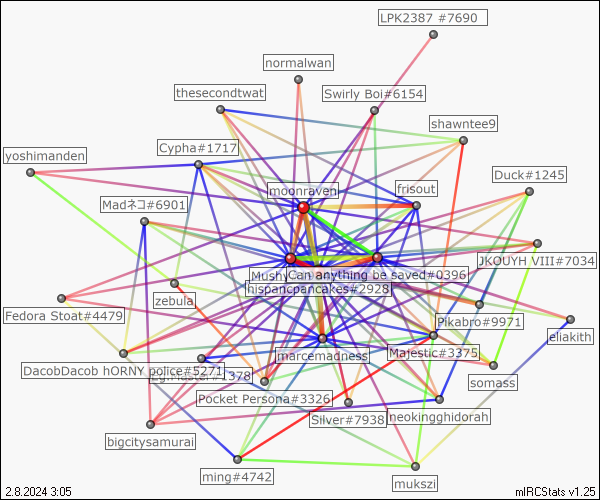 LPK2387 #7690
normalwan
thesecondtwat
Swirly Boi#6154
shawntee9
Cypha#1717
yoshimanden
Duck#1245
moonraven
frisout
Madネコ#6901
JKOUYH VIII#7034
Mushy
Can anything be saved#0396
hispancpancakes#2928
zebula
Fedora Stoat#4479
Pikabro#9971
eliakith
marcemadness
Majestic#3375
DacobDacob hORNY police#5271
#1378
somass
Pocket Persona#3326
Silver#7938
neokingghidorah
bigcitysamurai
ming#4742
mukszi
2.8.2024 3:05
mIRCStats v1.25